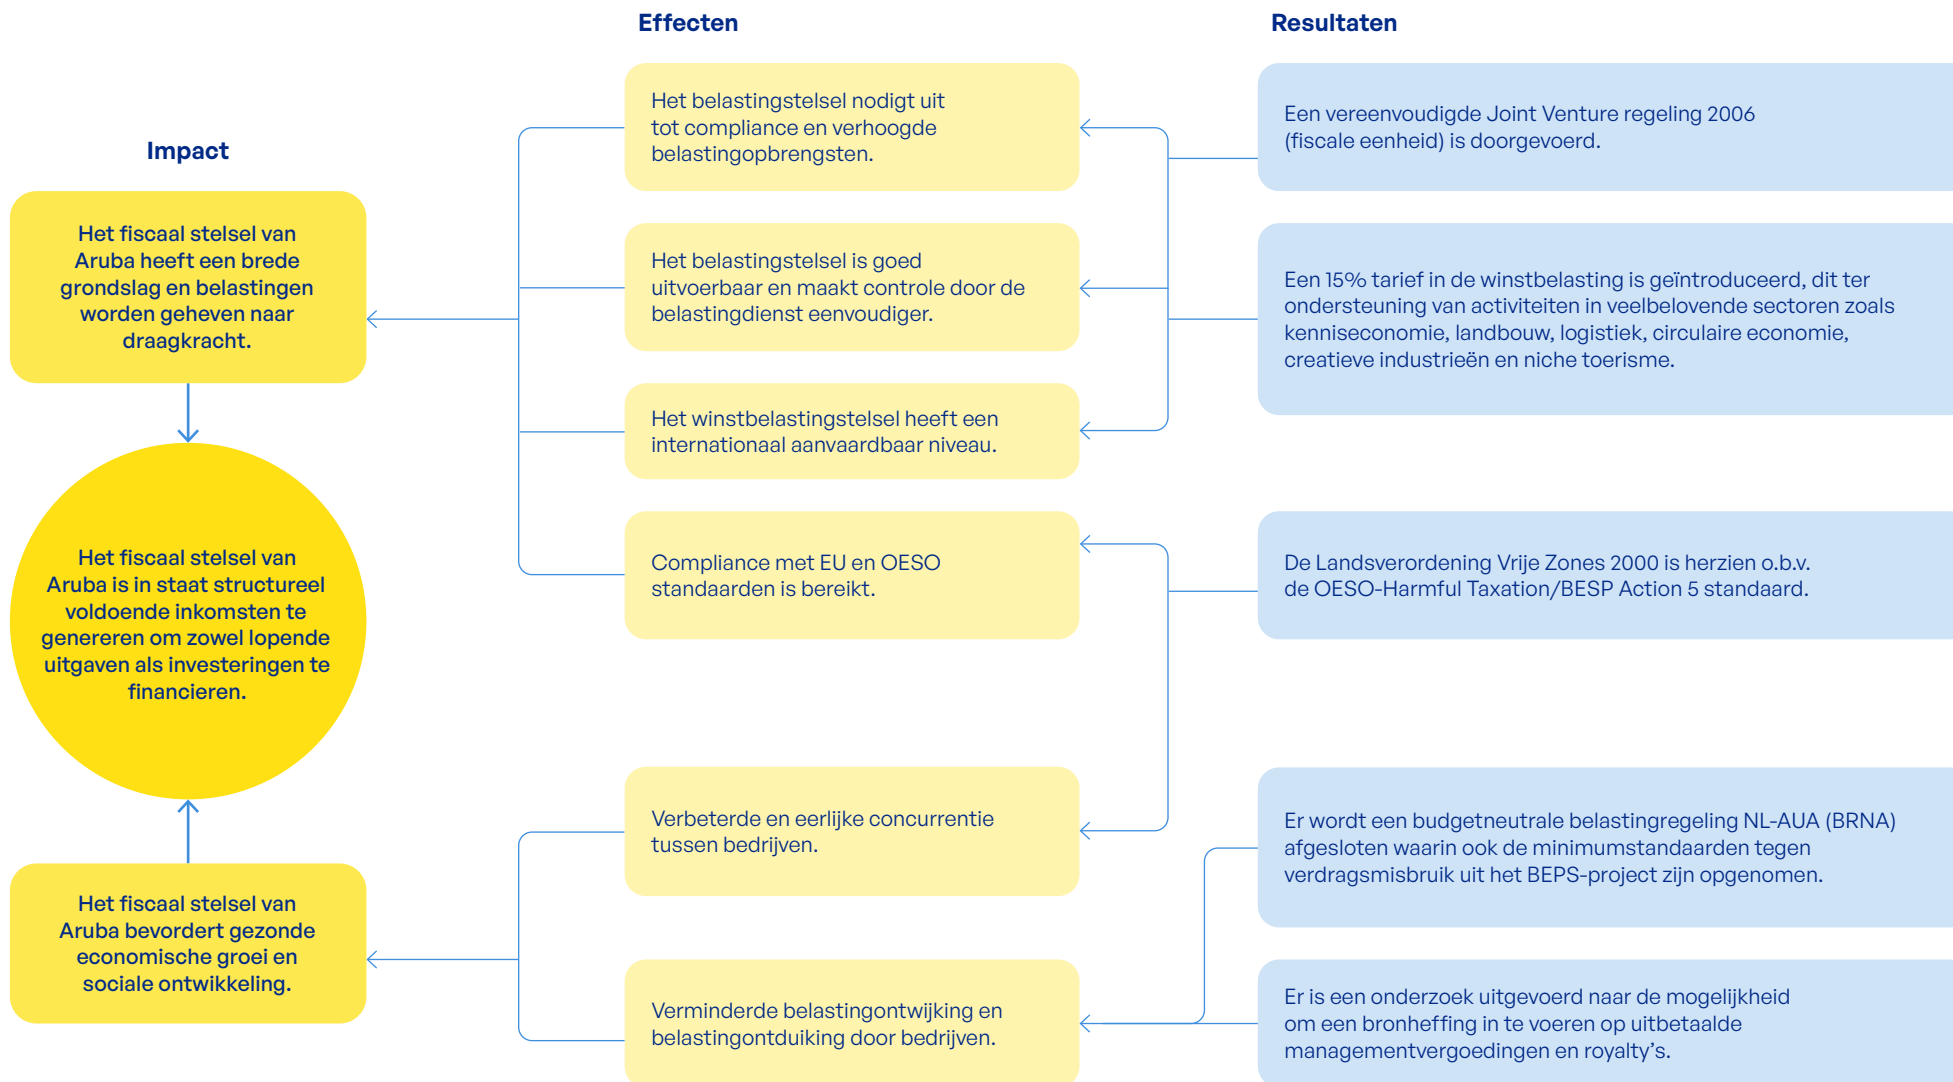 Impact
Het fiscaal stelsel van
Aruba heeft een brede
grondslag en belastingen
worden geheven naar
draagkracht.
Het fiscaal stelsel van
Aruba is in staat structureel
voldoende inkomsten te
genereren om zowel lopende
uitgaven als investeringen te
financieren.
Het fiscaal stelsel van
Aruba bevordert gezonde
economische groei en
sociale ontwikkeling.
Effecten
Het belastingstelsel nodigt uit
tot compliance en verhoogde
belastingopbrengsten.
Het belastingstelsel is goed
uitvoerbaar en maakt controle door de
belastingdienst eenvoudiger.
Het winstbelastingstelsel heeft een
internationaal aanvaardbaar niveau.
Compliance met EU en OESO
standaarden is bereikt.
Verbeterde en eerlijke concurrentie
tussen bedrijven.
Verminderde belastingontwijking en
belastingontduiking door bedrijven.
Resultaten
Een vereenvoudigde Joint Venture regeling 2006
(fiscale eenheid) is doorgevoerd.
Een 15% tarief in de winstbelasting is geïntroduceerd, dit ter
ondersteuning van activiteiten in veelbelovende sectoren zoals
kenniseconomie, landbouw, logistiek, circulaire economie,
creatieve industrieën en niche toerisme.
De Landsverordening Vrije Zones 2000 is herzien o.b.v.
de OESO-Harmful Taxation/BESP Action 5 standaard.
Er wordt een budgetneutrale belastingregeling NL-AUA (BRNA)
afgesloten waarin ook de minimumstandaarden tegen
verdragsmisbruik uit het BEPS-project zijn opgenomen.
Er is een onderzoek uitgevoerd naar de mogelijkheid
om een bronheffing in te voeren op uitbetaalde
managementvergoedingen en royalty's.